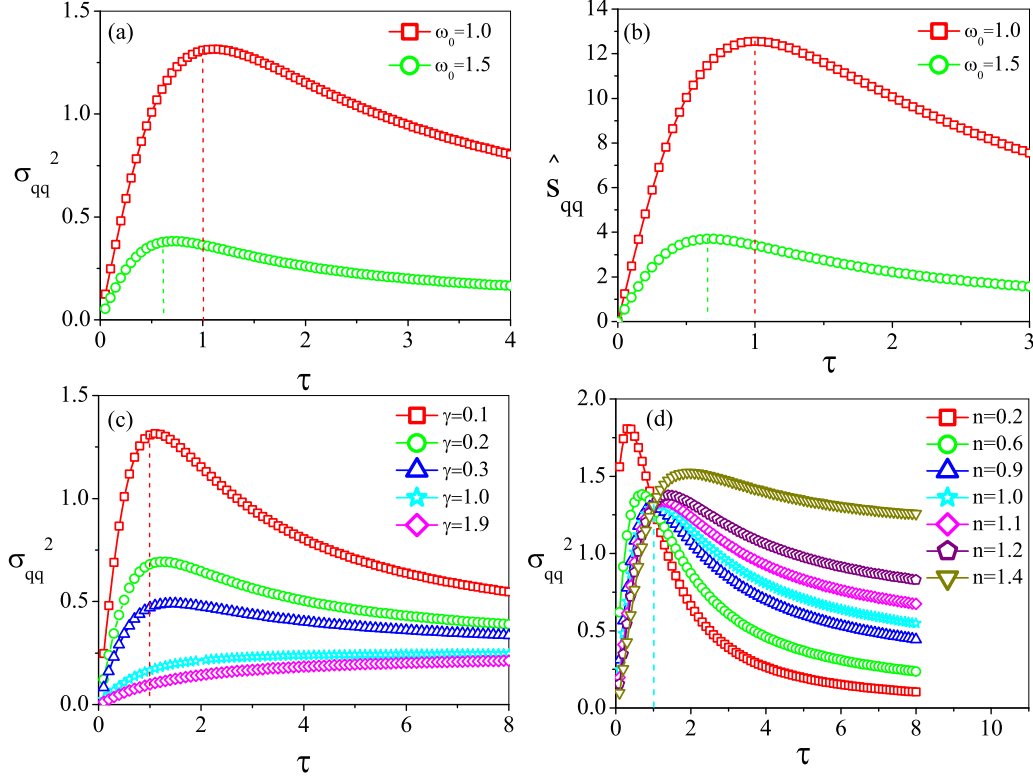 (a)
ω₀=1.0
ω₀=1.5
1.5
1.0
0.5
0.0
0 1 2 3 4
σqq²
τ
(b)
ω₀=1.0
ω₀=1.5
14
12
10
8
6
4
2
0
0 1 2 3
ŝqq
τ
(c)
γ=0.1
γ=0.2
γ=0.3
γ=1.0
γ=1.9
1.5
1.0
0.5
0.0
0 2 4 6 8
σqq²
τ
(d)
n=0.2
n=0.6
n=0.9
n=1.0
n=1.1
n=1.2
n=1.4
2.0
1.5
1.0
0.5
0.0
0 2 4 6 8 10
σqq²
τ